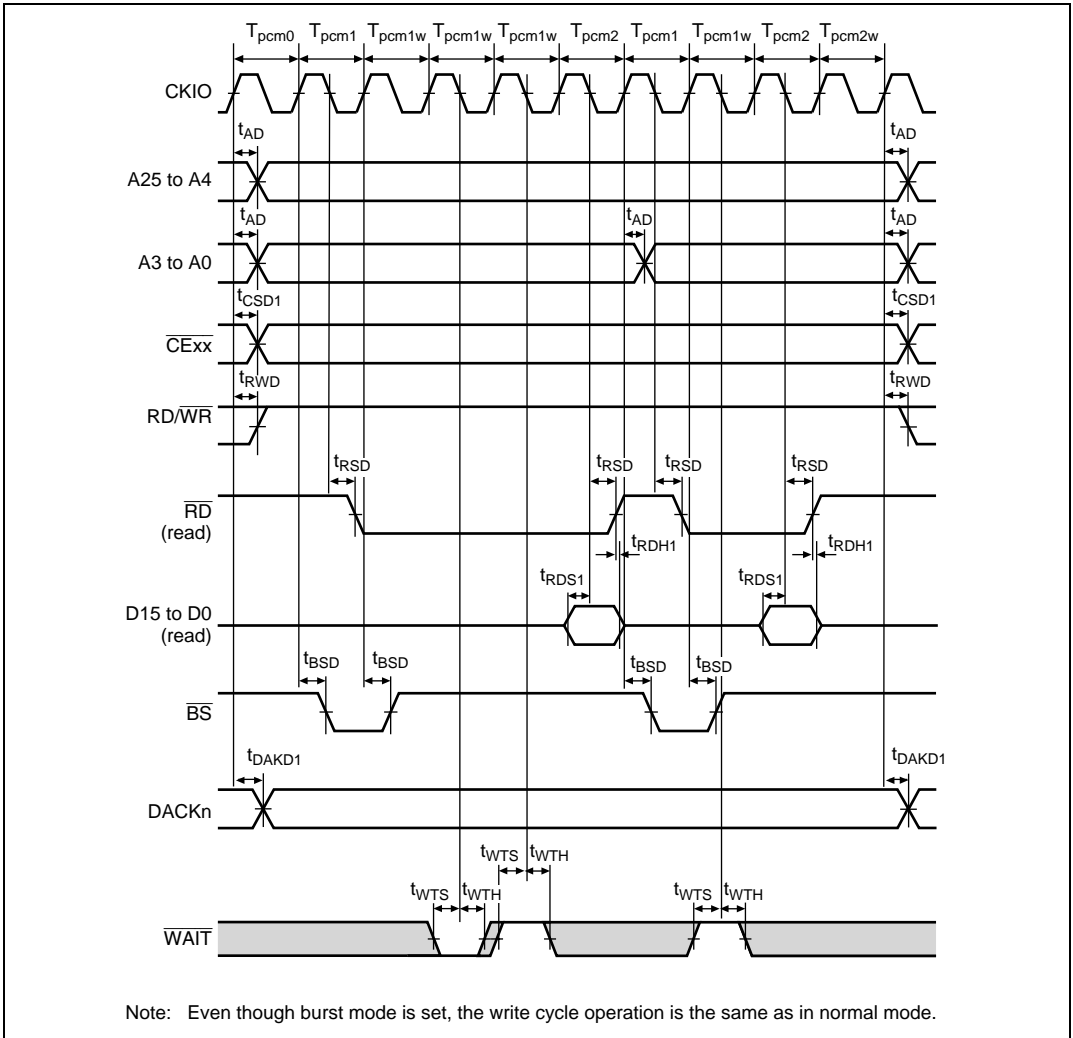 Tpcm0 Tpcm1 Tpcm1w Tpcm1w Tpcm1w Tpcm2 Tpcm1 Tpcm1w Tpcm2 Tpcm2w
CKIO
tAD tAD
A25 to A4
tAD tAD tAD
A3 to A0
tCSD1 tCSD1
CExx
tRWD tRWD
RD/WR
tRSD tRSD tRSD tRSD
RD
(read)
tRDH1 tRDH1
tRDS1 tRDS1
D15 to D0
(read)
tBSD tBSD tBSD tBSD
BS
tDAKD1 tDAKD1
DACKn
tWTS tWTH
tWTS tWTH tWTS tWTH
WAIT
Note: Even though burst mode is set, the write cycle operation is the same as in normal mode.